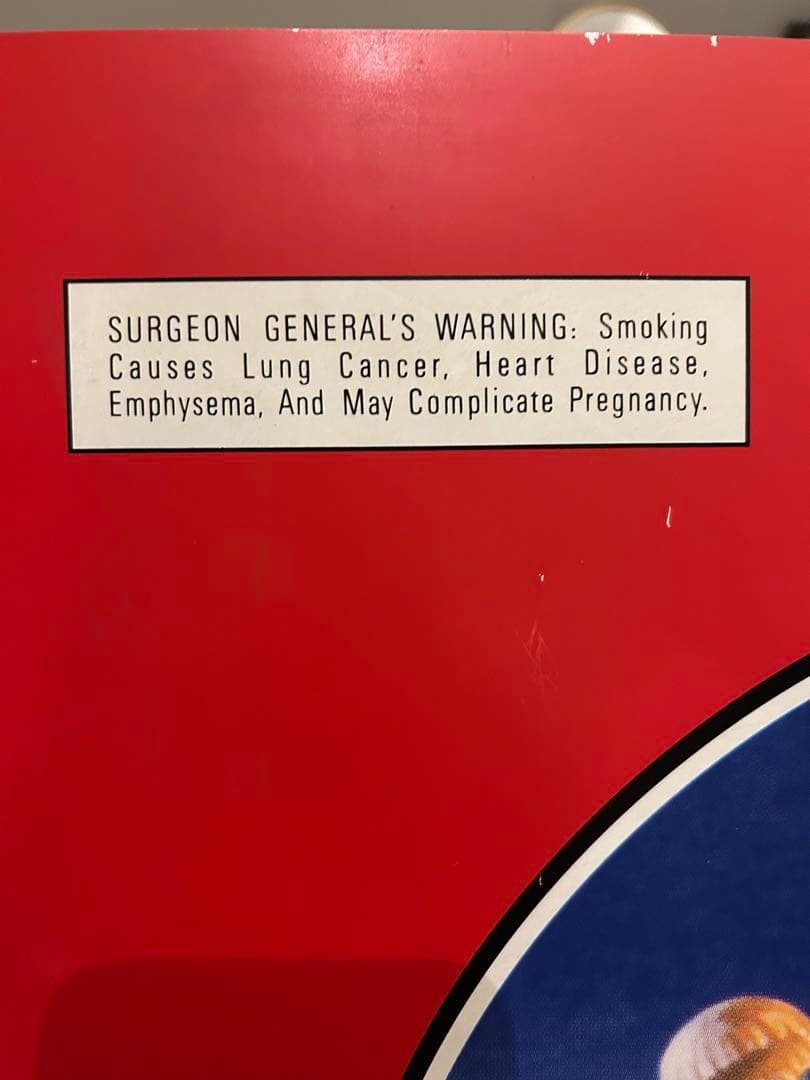 SURGEON GENERAL'S WARNING: Smoking
Causes Lung Cancer, Heart Disease,
Emphysema, And May Complicate Pregnancy.